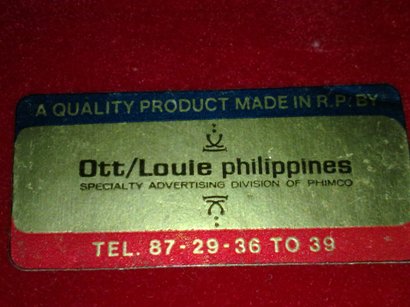 A QUALITY PRODUCT MADE IN R.P. BY
Ott/Louie philippines
SPECIALTY ADVERTISING DIVISION OF PHIMCO
TEL. 87-29-36 TO 39